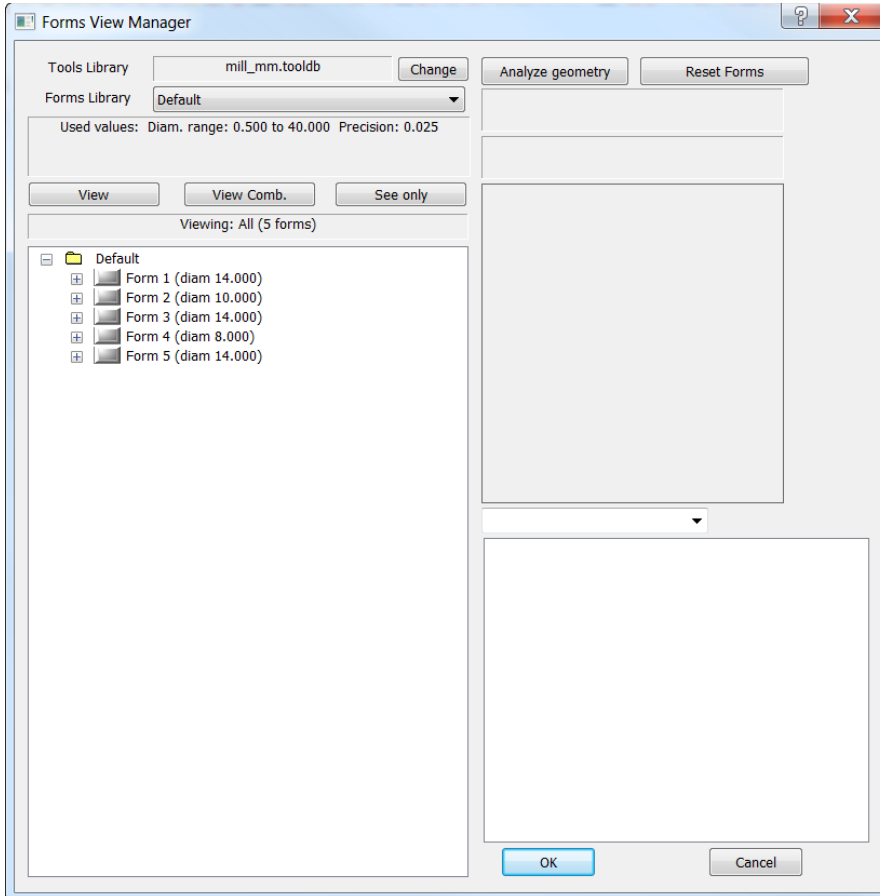 Forms View Manager
Tools Library
mill_mm.tooldb
Change
Analyze geometry
Reset Forms
Forms Library
Default
Used values: Diam. range: 0.500 to 40.000 Precision: 0.025
View
View Comb.
See only
Viewing: All (5 forms)
Default
Form 1 (diam 14.000)
Form 2 (diam 10.000)
Form 3 (diam 14.000)
Form 4 (diam 8.000)
Form 5 (diam 14.000)
OK
Cancel